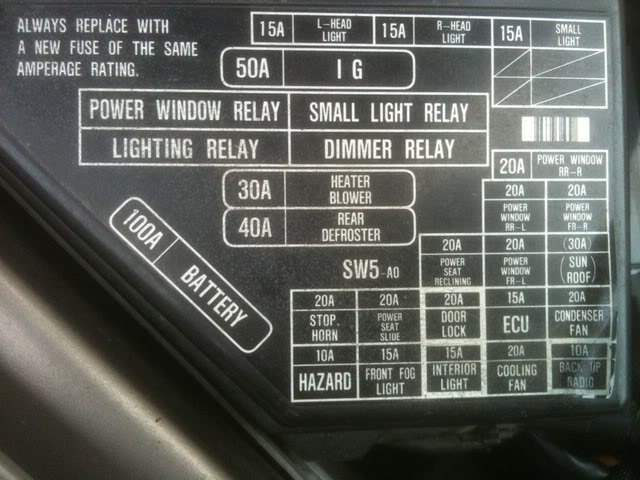 ALWAYS REPLACE WITH
A NEW FUSE OF THE SAME
AMPERAGE RATING.
15A L-HEAD LIGHT 15A R-HEAD LIGHT 15A SMALL LIGHT
50A I G
POWER WINDOW RELAY SMALL LIGHT RELAY
LIGHTING RELAY DIMMER RELAY
20A POWER WINDOW RR-R
30A HEATER BLOWER
20A POWER WINDOW RR-L
20A POWER WINDOW FR-R
40A REAR DEFROSTER
100A BATTERY
SW5-A0
20A POWER SEAT RECLINING
20A POWER WINDOW FR-L
(30A) (SUN ROOF)
20A STOP HORN
20A POWER SEAT SLIDE
20A DOOR LOCK
15A ECU
20A CONDENSER FAN
10A HAZARD
15A FRONT FOG LIGHT
15A INTERIOR LIGHT
20A COOLING FAN
10A BACK UP RADIO